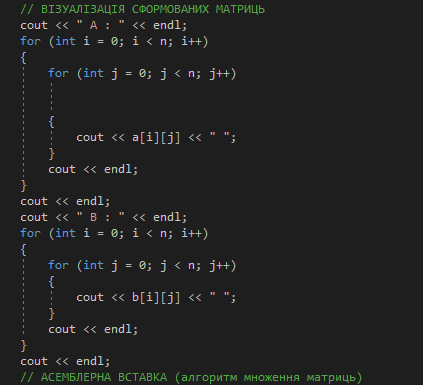 // ВІЗУАЛІЗАЦІЯ СФОРМОВАНИХ МАТРИЦЬ
cout << " A : " << endl;
for (int i = 0; i < n; i++)
{
for (int j = 0; j < n; j++)
{
cout << a[i][j] << " ";
}
cout << endl;
}
cout << endl;
cout << " B : " << endl;
for (int i = 0; i < n; i++)
{
for (int j = 0; j < n; j++)
{
cout << b[i][j] << " ";
}
cout << endl;
}
cout << endl;
// АСЕМБЛЕРНА ВСТАВКА (алгоритм множення матриць)